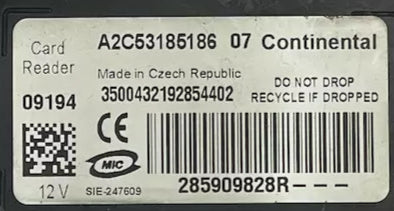 Card Reader
A2C53185186 07 Continental
Made in Czech Republic
09194
3500432192854402
DO NOT DROP
RECYCLE IF DROPPED
CE
MIC
12 V
SIE-247609
285909828R---